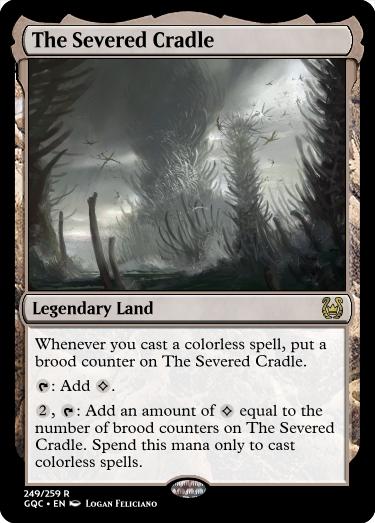 The Severed Cradle
Legendary Land
Whenever you cast a colorless spell, put a
brood counter on The Severed Cradle.
: Add .
2 , : Add an amount of equal to the
number of brood counters on The Severed
Cradle. Spend this mana only to cast
colorless spells.
249/259 R
GQC • EN Logan Feliciano